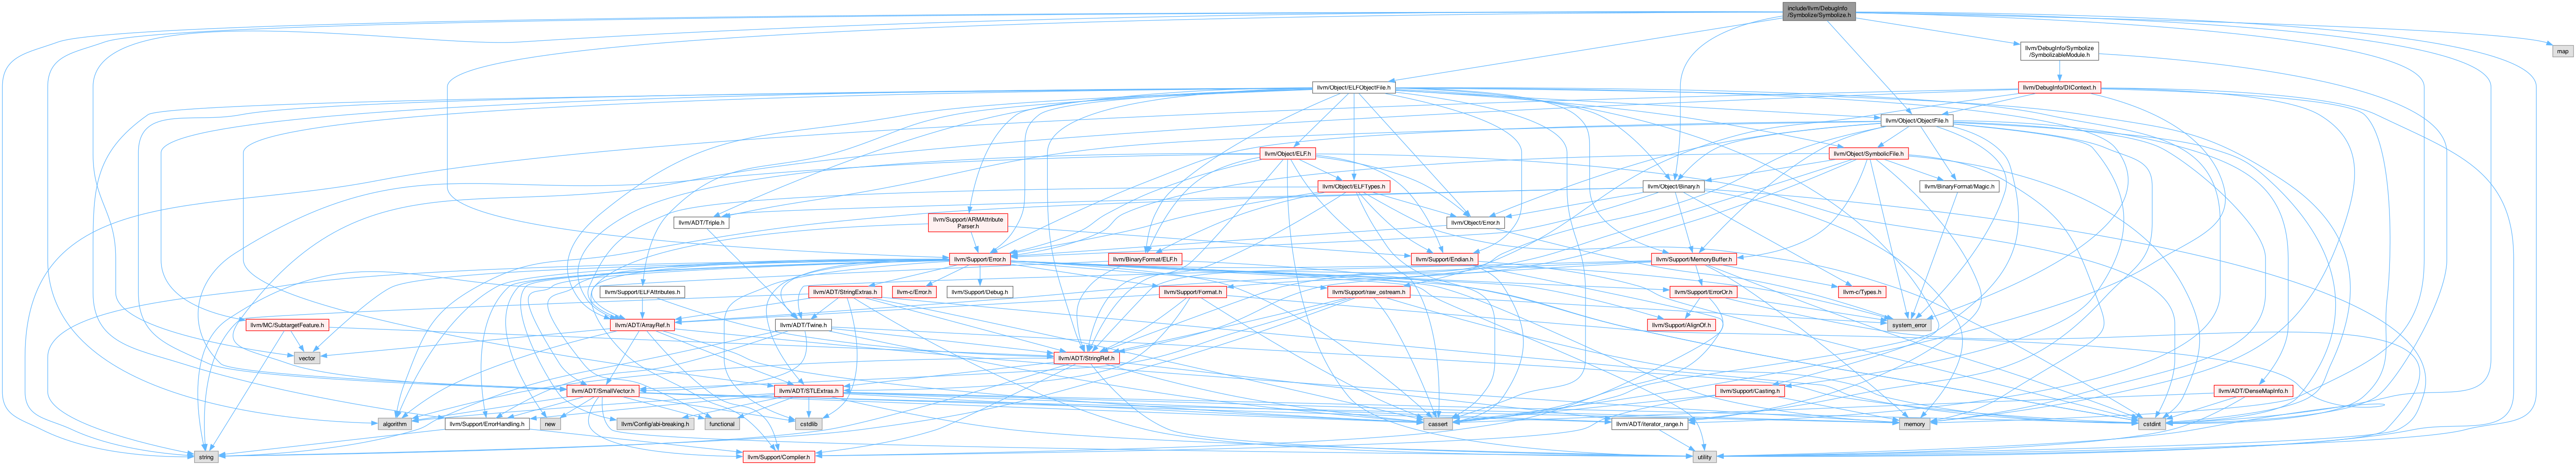 include/llvm/DebugInfo
/Symbolize/Symbolize.h
llvm/DebugInfo/Symbolize
/SymbolizableModule.h
map
llvm/Object/ELFObjectFile.h
llvm/DebugInfo/DIContext.h
llvm/Object/ObjectFile.h
llvm/Object/ELF.h
llvm/Object/SymbolicFile.h
llvm/Object/ELFTypes.h
llvm/Object/Binary.h
llvm/BinaryFormat/Magic.h
llvm/ADT/Triple.h
llvm/Support/ARMAttribute
Parser.h
llvm/Object/Error.h
llvm/Support/Error.h
llvm/BinaryFormat/ELF.h
llvm/Support/Endian.h
llvm/Support/MemoryBuffer.h
llvm/Support/ELFAttributes.h
llvm/ADT/StringExtras.h
llvm-c/Error.h
llvm/Support/Debug.h
llvm/Support/Format.h
llvm/Support/raw_ostream.h
llvm/Support/ErrorOr.h
llvm-c/Types.h
llvm/MC/SubtargetFeature.h
llvm/ADT/ArrayRef.h
llvm/ADT/Twine.h
llvm/Support/AlignOf.h
system_error
vector
llvm/ADT/StringRef.h
llvm/ADT/SmallVector.h
llvm/ADT/STLExtras.h
llvm/Support/Casting.h
llvm/ADT/DenseMapInfo.h
algorithm
llvm/Support/ErrorHandling.h
new
llvm/Config/abi-breaking.h
functional
cstdlib
cassert
llvm/ADT/iterator_range.h
memory
cstdint
string
llvm/Support/Compiler.h
utility